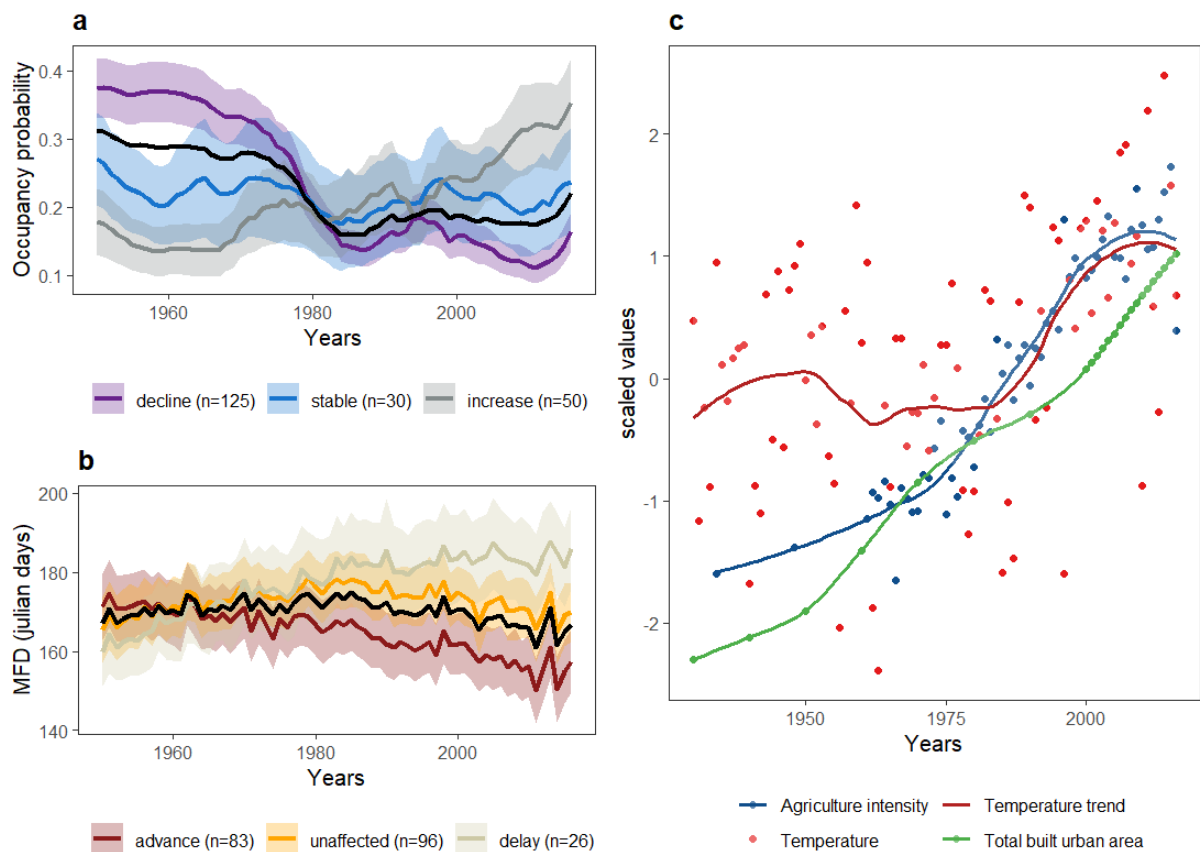 a
Occupancy probability
0.4
0.3
0.2
0.1
1960 1980 2000
Years
decline (n=125) stable (n=30) increase (n=50)
b
MFD (julian days)
200
180
160
140
1960 1980 2000
Years
advance (n=83) unaffected (n=96) delay (n=26)
c
scaled values
2
1
0
-1
-2
1950 1975 2000
Years
Agriculture intensity Temperature trend
Temperature Total built urban area